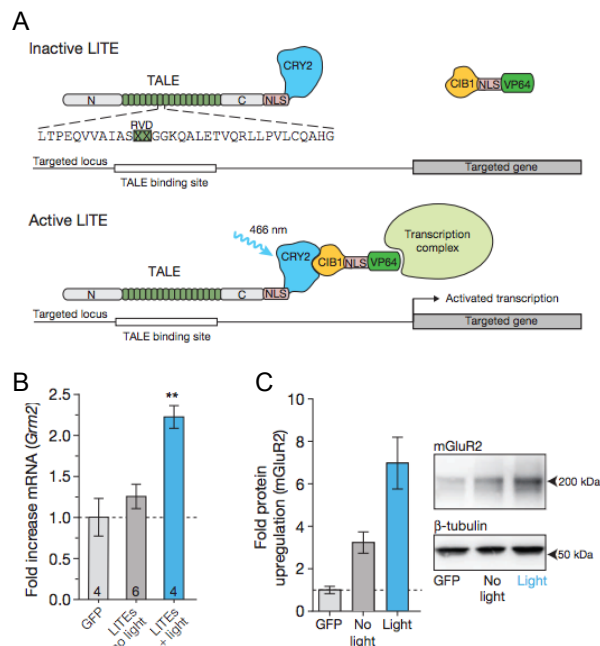 A
Inactive LITE
CRY2
TALE
CIB1 NLS VP64
N C NLS
RVD
LTPEQVVAIASXXGGKQALETVQRLLPVLCQAHG
Targeted locus
TALE binding site
Targeted gene
Active LITE
466 nm
Transcription
complex
CRY2 CIB1 NLS VP64
TALE
N C NLS
Activated transcription
Targeted locus
TALE binding site
Targeted gene
B
Fold increase mRNA (Grm2)
2.5
2.0
1.5
1.0
0.5
0.0
**
4 6 4
GFP
LITEs
no light
LITEs
+ light
C
Fold protein
upregulation (mGluR2)
10
8
6
4
2
0
GFP No Light
light
mGluR2
200 kDa
β-tubulin
50 kDa
GFP No Light
light